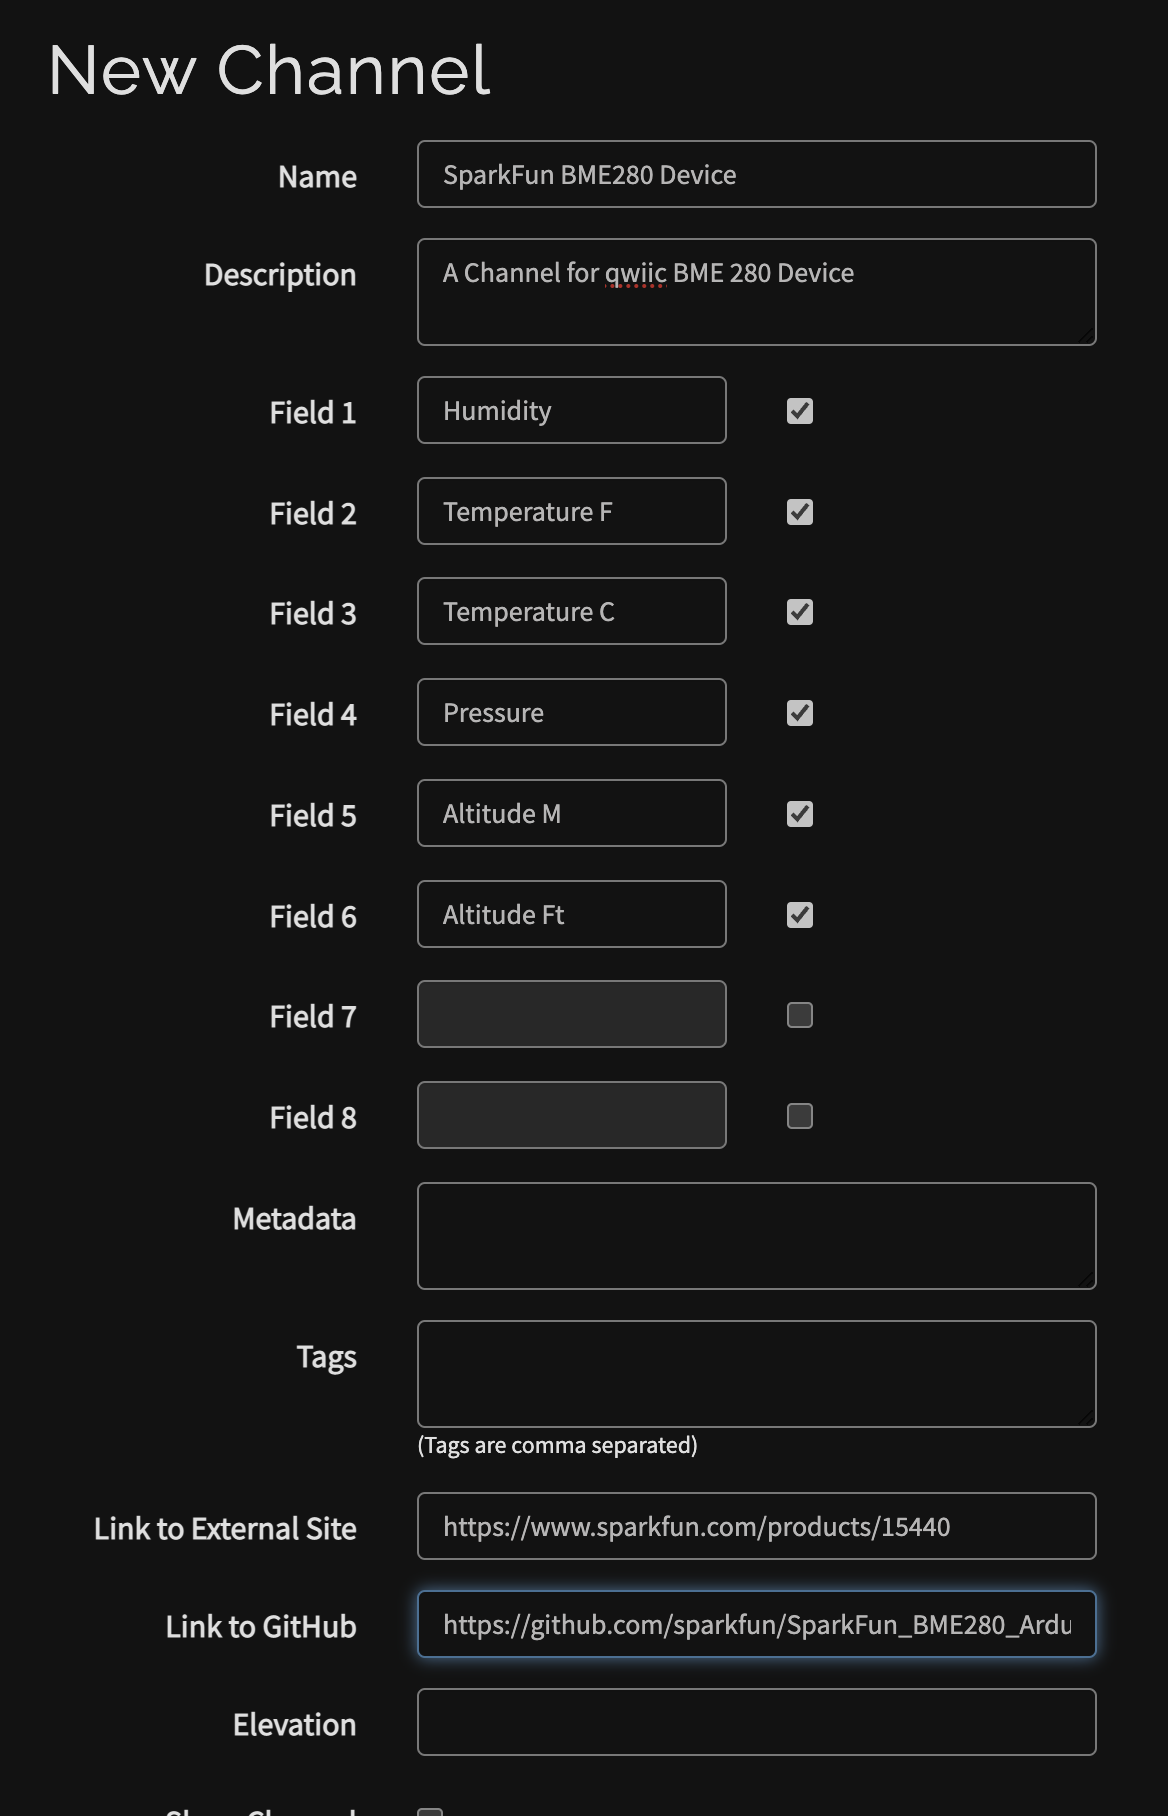 New Channel
Name SparkFun BME280 Device
Description A Channel for qwiic BME 280 Device
Field 1 Humidity
Field 2 Temperature F
Field 3 Temperature C
Field 4 Pressure
Field 5 Altitude M
Field 6 Altitude Ft
Field 7
Field 8
Metadata
Tags
(Tags are comma separated)
Link to External Site https://www.sparkfun.com/products/15440
Link to GitHub https://github.com/sparkfun/SparkFun_BME280_Ardu
Elevation